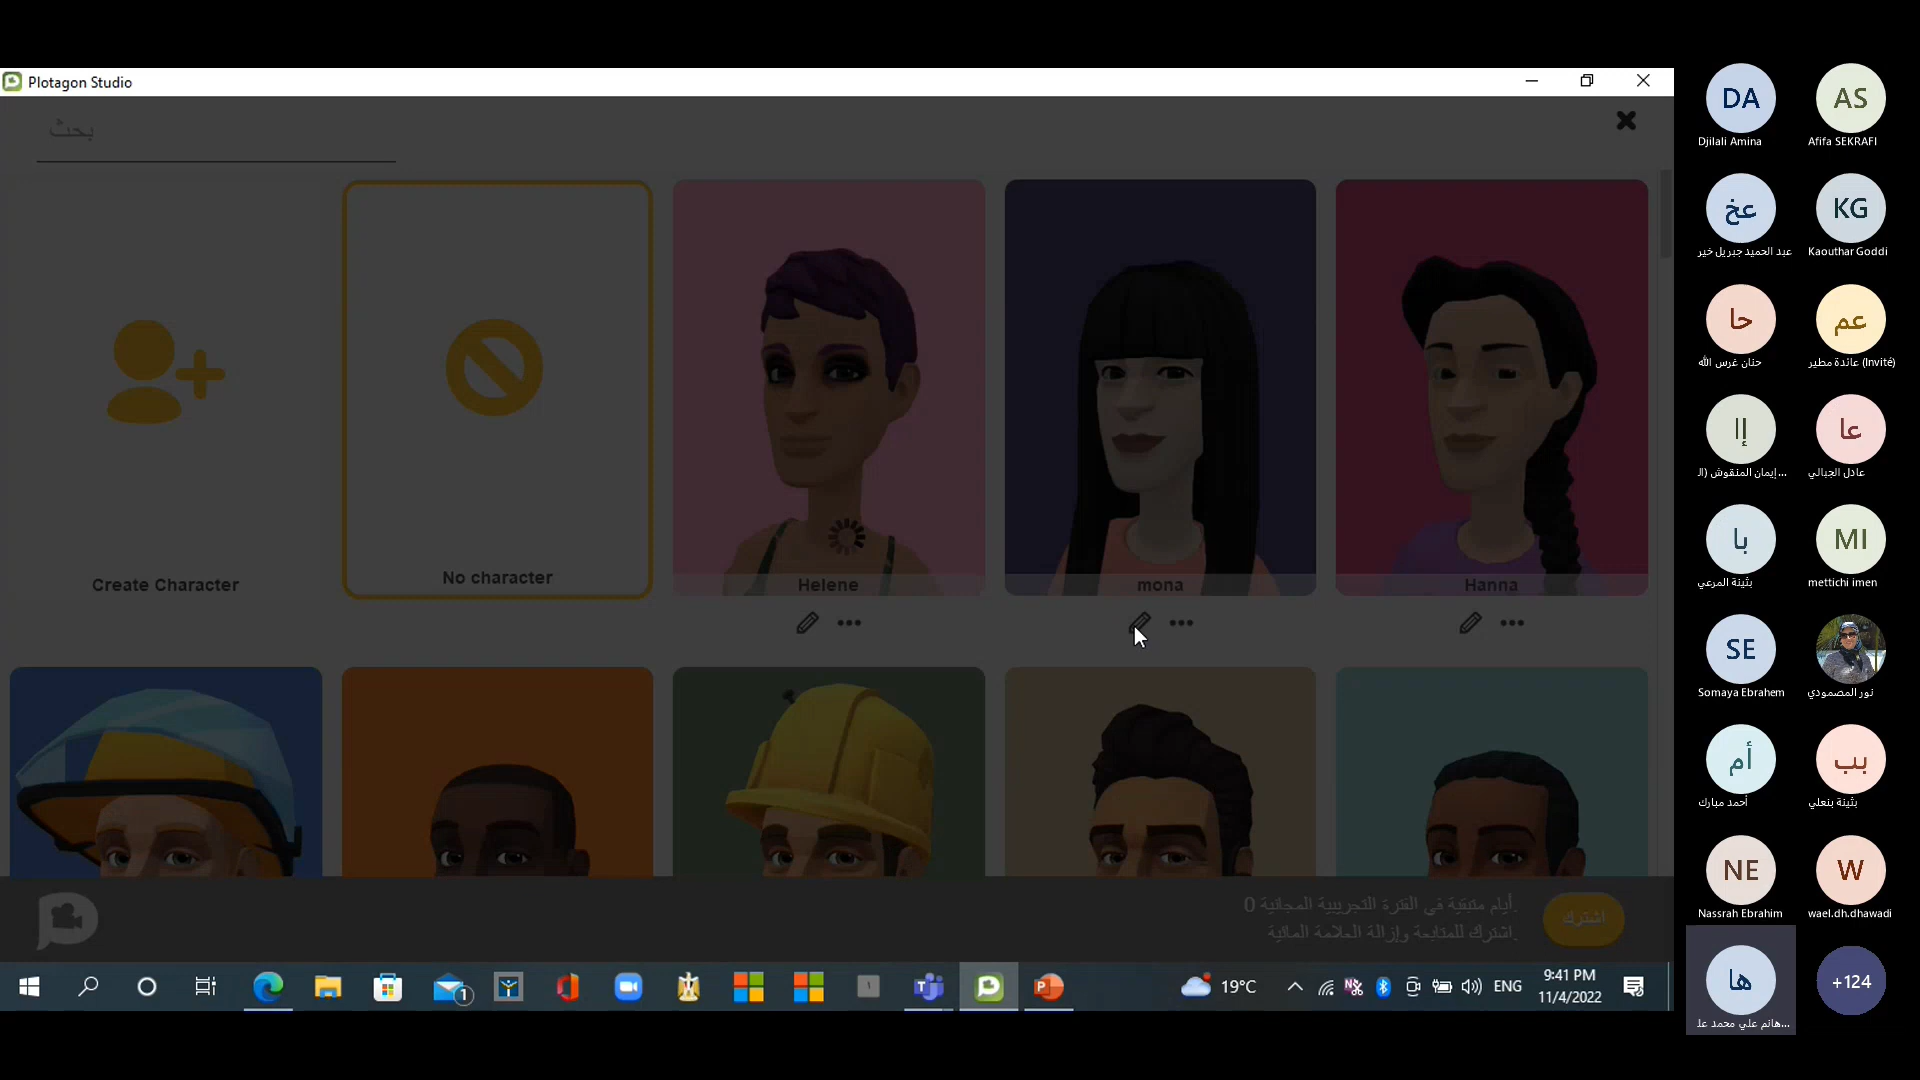 Plotagon Studio
بحث
Create Character
No character
Helene
mona
Hanna
أيام متبقية في الفترة التجريبية المجانية 0.
اشترك للمتابعة وإزالة العلامة المائية.
اشترك
1
19°C
ENG
9:41 PM
11/4/2022
DA
Djilali Amina
AS
Afifa SEKRAFI
عخ
عبد الحميد جبريل خير
KG
Kaouthar Goddi
حا
حنان غرس الله
عم
عائدة مطير (Invité)
إا
إيمان المنقوش (ال...
عا
عادل الجبالي
با
بثينة المرعي
MI
mettichi imen
SE
Somaya Ebrahem
نور المصمودي
أم
أحمد مبارك
بب
بثينة بنعلي
NE
Nassrah Ebrahim
W
wael.dh.dhawadi
ها
هانم علي محمد عل...
+124